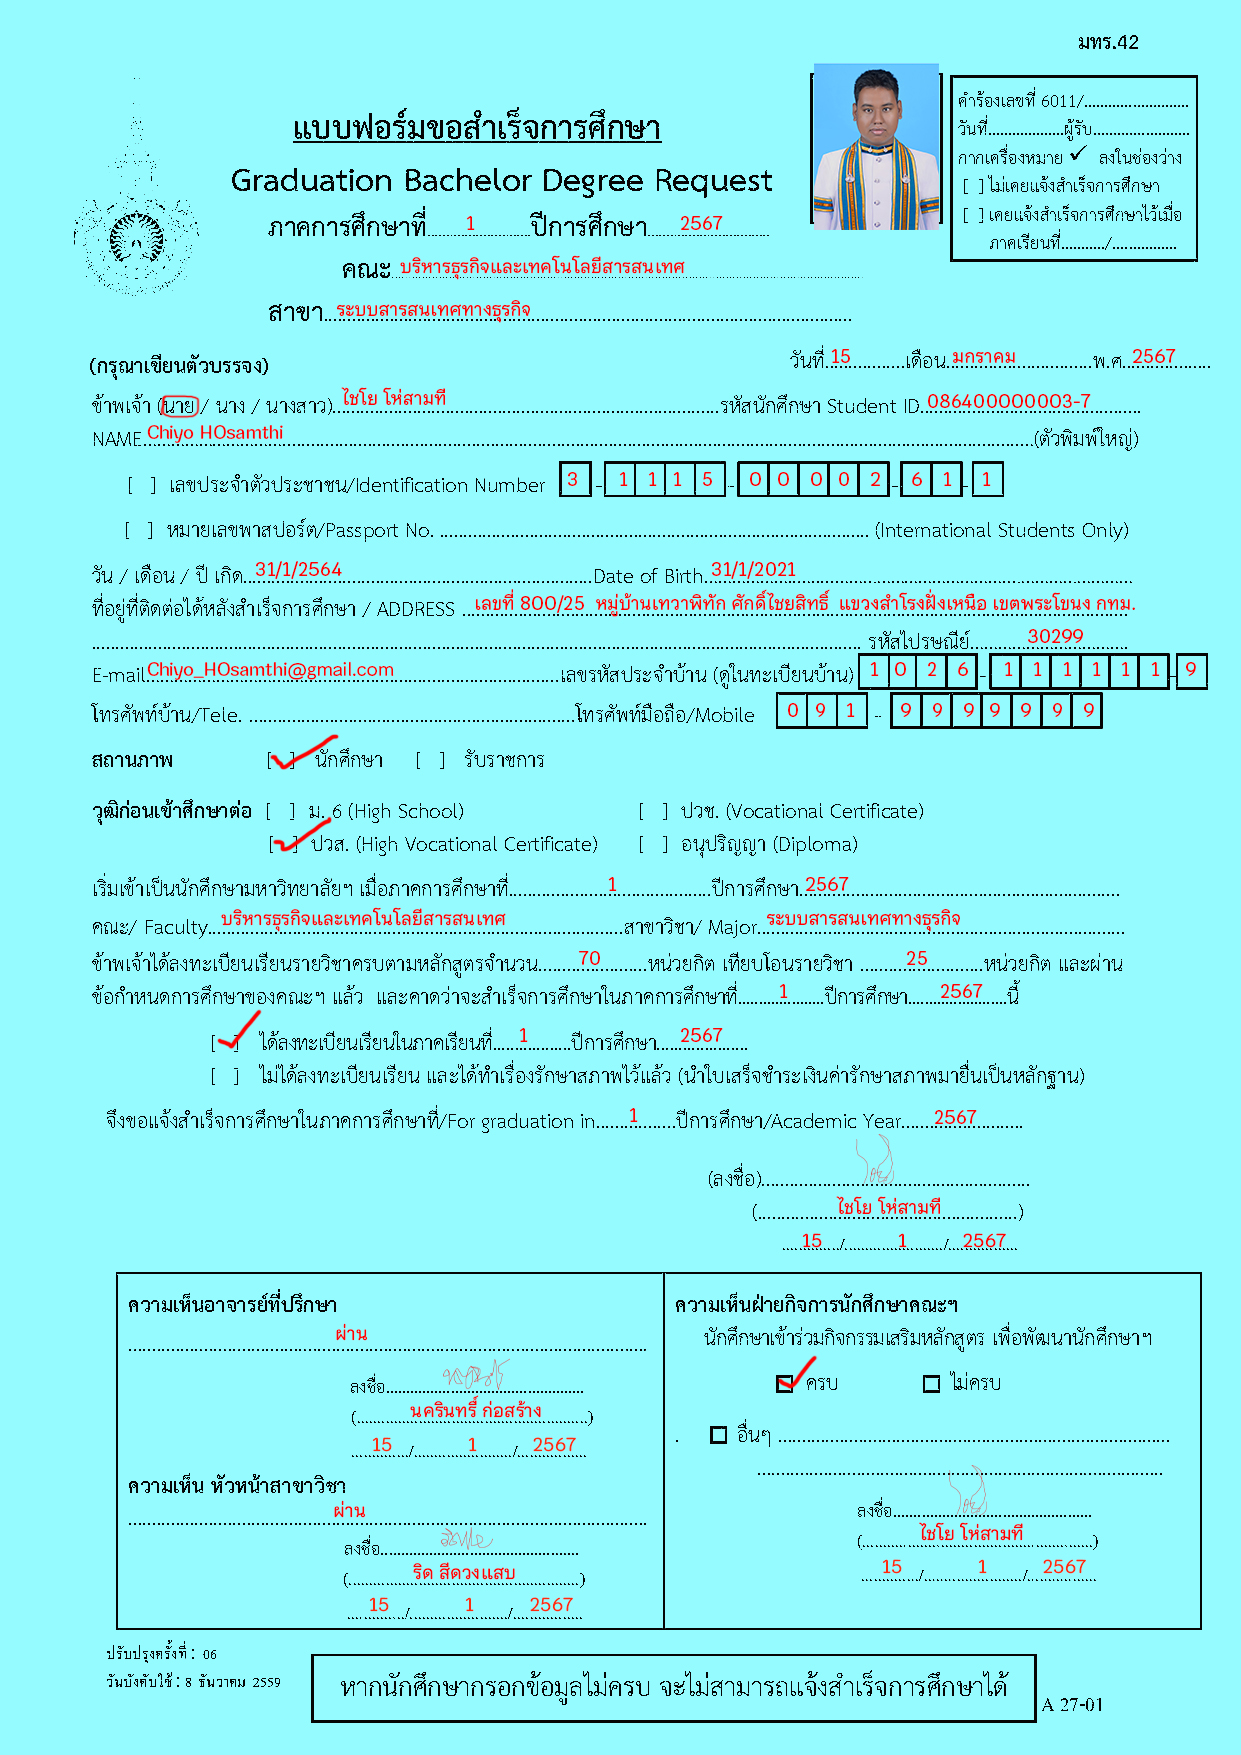 มทร.42
คำร้องเลขที่ 6011/..........................
วันที่...................ผู้รับ........................
กากเครื่องหมาย ✓ ลงในช่องว่าง
[ ] ไม่เคยแจ้งสำเร็จการศึกษา
[ ] เคยแจ้งสำเร็จการศึกษาไว้เมื่อ
ภาคเรียนที่.........../................
แบบฟอร์มขอสำเร็จการศึกษา
Graduation Bachelor Degree Request
ภาคการศึกษาที่ 1 ปีการศึกษา 2567
คณะ บริหารธุรกิจและเทคโนโลยีสารสนเทศ
สาขา ระบบสารสนเทศทางธุรกิจ
(กรุณาเขียนตัวบรรจง) วันที่ 15 เดือน มกราคม พ.ศ. 2567
ข้าพเจ้า (นาย / นาง / นางสาว) ไชโย โห่สามที รหัสนักศึกษา Student ID. 086400000003-7
NAME Chiyo HOsamthi (ตัวพิมพ์ใหญ่)
[ ] เลขประจำตัวประชาชน/Identification Number 3 - 1 1 1 5 - 0 0 0 0 2 - 6 1 - 1
[ ] หมายเลขพาสปอร์ต/Passport No. .......................................... (International Students Only)
วัน / เดือน / ปี เกิด 31/1/2564 Date of Birth 31/1/2021
ที่อยู่ที่ติดต่อได้หลังสำเร็จการศึกษา / ADDRESS เลขที่ 800/25 หมู่บ้านเทวาพิทัก ศักดิ์ไชยสิทธิ์ แขวงสำโรงฝั่งเหนือ เขตพระโขนง กทม.
รหัสไปรษณีย์ 30299
E-mail Chiyo_HOsamthi@gmail.com เลขรหัสประจำบ้าน (ดูในทะเบียนบ้าน) 1 0 2 6 - 1 1 1 1 1 1 - 9
โทรศัพท์บ้าน/Tele. ..........................................โทรศัพท์มือถือ/Mobile 0 9 1 - 9 9 9 9 9 9 9
สถานภาพ [✓] นักศึกษา [ ] รับราชการ
วุฒิก่อนเข้าศึกษาต่อ [ ] ม. 6 (High School) [ ] ปวช. (Vocational Certificate)
[✓] ปวส. (High Vocational Certificate) [ ] อนุปริญญา (Diploma)
เริ่มเข้าเป็นนักศึกษามหาวิทยาลัยฯ เมื่อภาคการศึกษาที่ 1 ปีการศึกษา 2567
คณะ/ Faculty บริหารธุรกิจและเทคโนโลยีสารสนเทศ สาขาวิชา/ Major ระบบสารสนเทศทางธุรกิจ
ข้าพเจ้าได้ลงทะเบียนเรียนรายวิชาครบตามหลักสูตรจำนวน 70 หน่วยกิต เทียบโอนรายวิชา 25 หน่วยกิต และผ่าน
ข้อกำหนดการศึกษาของคณะฯ แล้ว และคาดว่าจะสำเร็จการศึกษาในภาคการศึกษาที่ 1 ปีการศึกษา 2567 นี้
[✓] ได้ลงทะเบียนเรียนในภาคเรียนที่ 1 ปีการศึกษา 2567
[ ] ไม่ได้ลงทะเบียนเรียน และได้ทำเรื่องรักษาสภาพไว้แล้ว (นำใบเสร็จชำระเงินค่ารักษาสภาพมายื่นเป็นหลักฐาน)
จึงขอแจ้งสำเร็จการศึกษาในภาคการศึกษาที่/For graduation in 1 ปีการศึกษา/Academic Year 2567
(ลงชื่อ)..........................................
(ไชโย โห่สามที)
15 / 1 / 2567
ความเห็นอาจารย์ที่ปรึกษา
ผ่าน
ลงชื่อ..........................................
(นครินทร์ ก่อสร้าง)
15 / 1 / 2567
ความเห็น หัวหน้าสาขาวิชา
ผ่าน
ลงชื่อ..........................................
(ริด สีดวงแสบ)
15 / 1 / 2567
ความเห็นฝ่ายกิจการนักศึกษาคณะฯ
นักศึกษาเข้าร่วมกิจกรรมเสริมหลักสูตร เพื่อพัฒนานักศึกษาฯ
☑ ครบ ☐ ไม่ครบ
. ☐ อื่นๆ ..........................................
ลงชื่อ..........................................
(ไชโย โห่สามที)
15 / 1 / 2567
ปรับปรุงครั้งที่ : 06
วันบังคับใช้ : 8 ธันวาคม 2559
หากนักศึกษากรอกข้อมูลไม่ครบ จะไม่สามารถแจ้งสำเร็จการศึกษาได้
A 27-01